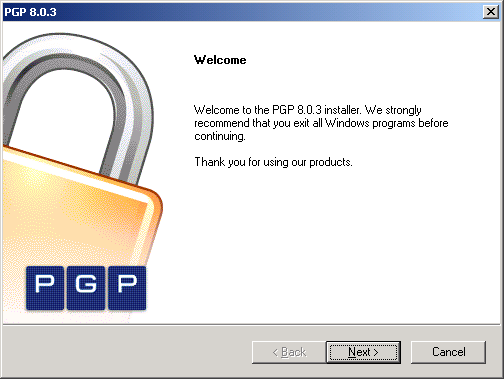 PGP 8.0.3
Welcome
Welcome to the PGP 8.0.3 installer. We strongly
recommend that you exit all Windows programs before
continuing.
Thank you for using our products.
PGP
< Back
Next >
Cancel